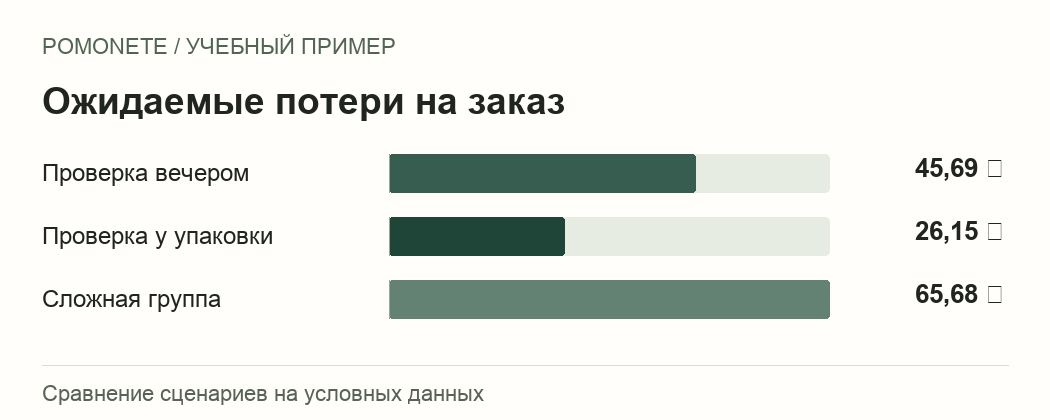 POMONETE / УЧЕБНЫЙ ПРИМЕР
Ожидаемые потери на заказ
Проверка вечером 45,69 □
Проверка у упаковки 26,15 □
Сложная группа 65,68 □
Сравнение сценариев на условных данных